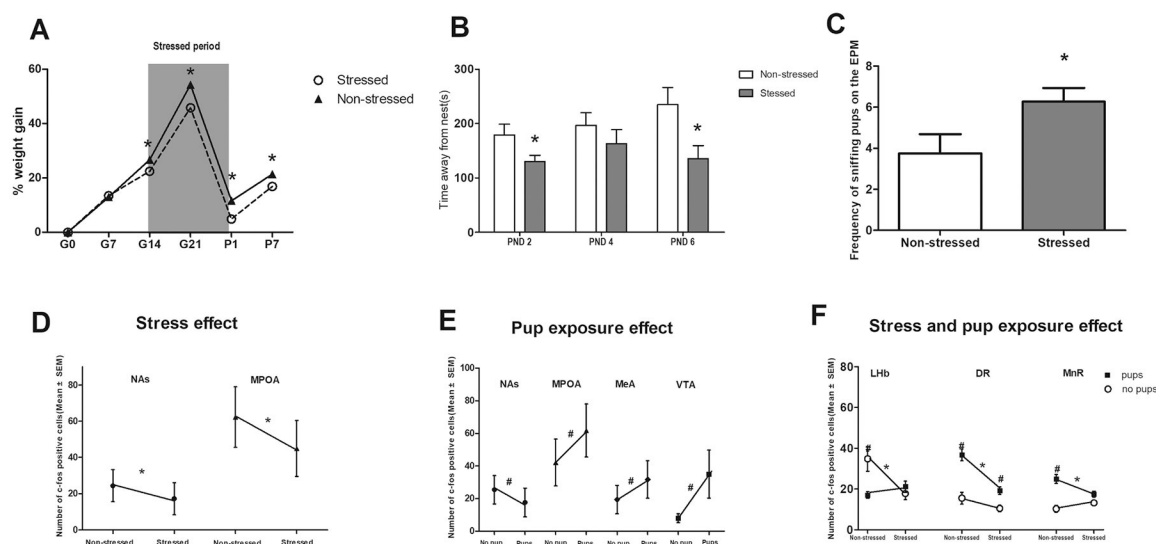 A
Stressed period
60
40
20
0
% weight gain
G0 G7 G14 G21 P1 P7
* * * *
Stressed
Non-stressed
B
300
200
100
0
Time away from nest(s)
Non-stressed
Stessed
* *
PND 2 PND 4 PND 6
C
8
6
4
2
0
Frequency of sniffing pups on the EPM
*
Non-stressed Stressed
D
Stress effect
Number of c-fos positive cells(Mean ± SEM)
80
60
40
20
0
NAs MPOA
* *
Non-stressed Stressed Non-stressed Stressed
E
Pup exposure effect
Number of c-fos positive cells(Mean ± SEM)
100
80
60
40
20
0
NAs MPOA MeA VTA
# # # #
No pup Pups No pup Pups No pup Pups No pup Pups
F
Stress and pup exposure effect
Number of c-fos positive cells(Mean ± SEM)
80
60
40
20
0
LHb DR MnR
pups
no pups
# * # * # # *
Non-stressed Stressed Non-stressed Stressed Non-stressed Stressed